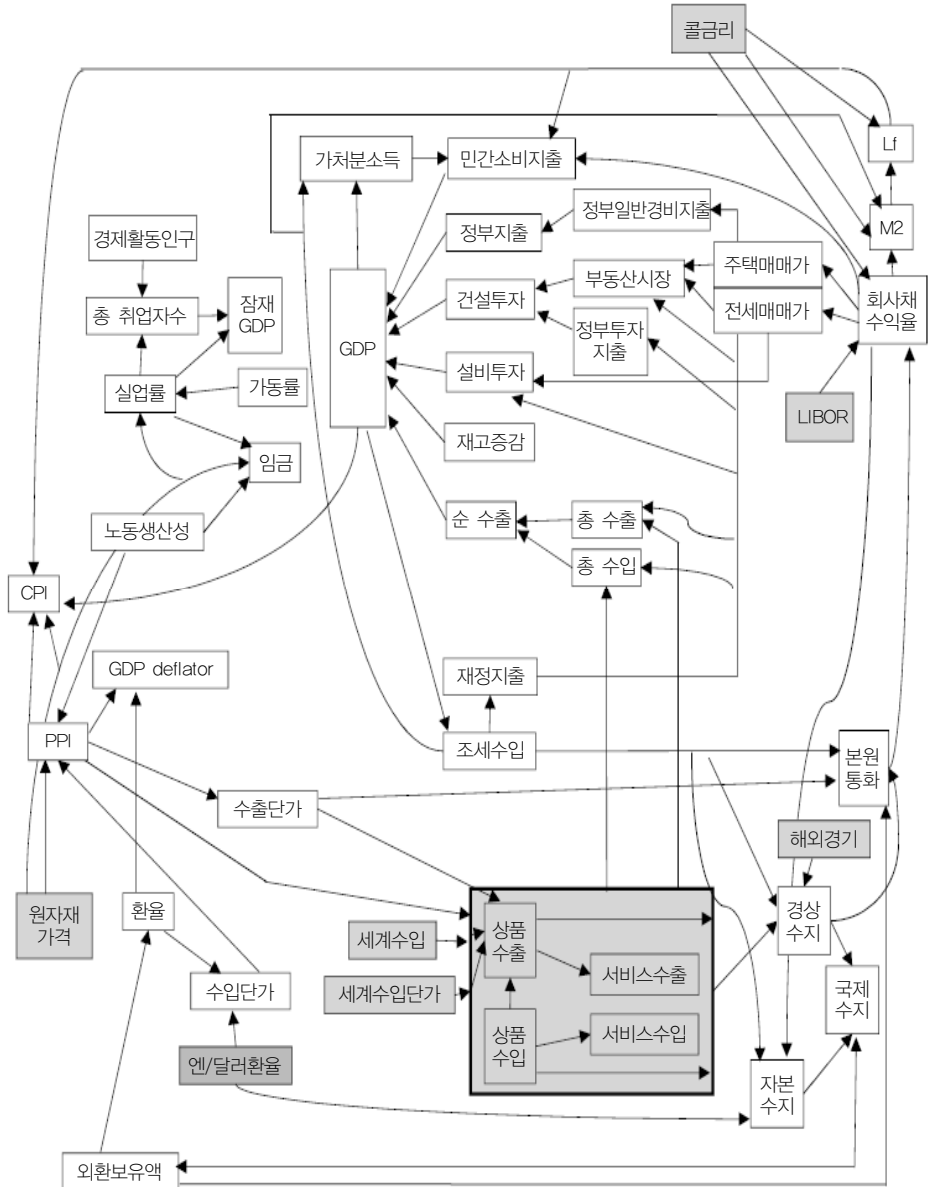 콜금리
Lf
가처분소득
민간소비지출
정부일반경비지출
M2
경제활동인구
정부지출
주택매매가
부동산시장
회사채
수익율
총 취업자수
잠재
GDP
건설투자
전세매매가
GDP
정부투자
지출
실업률
가동률
설비투자
LIBOR
임금
재고증감
노동생산성
순 수출
총 수출
총 수입
CPI
GDP deflator
재정지출
PPI
조세수입
본원
통화
수출단가
해외경기
원자재
가격
환율
세계수입
상품
수출
경상
수지
수입단가
세계수입단가
서비스수출
국제
수지
상품
수입
서비스수입
엔/달러환율
자본
수지
외환보유액